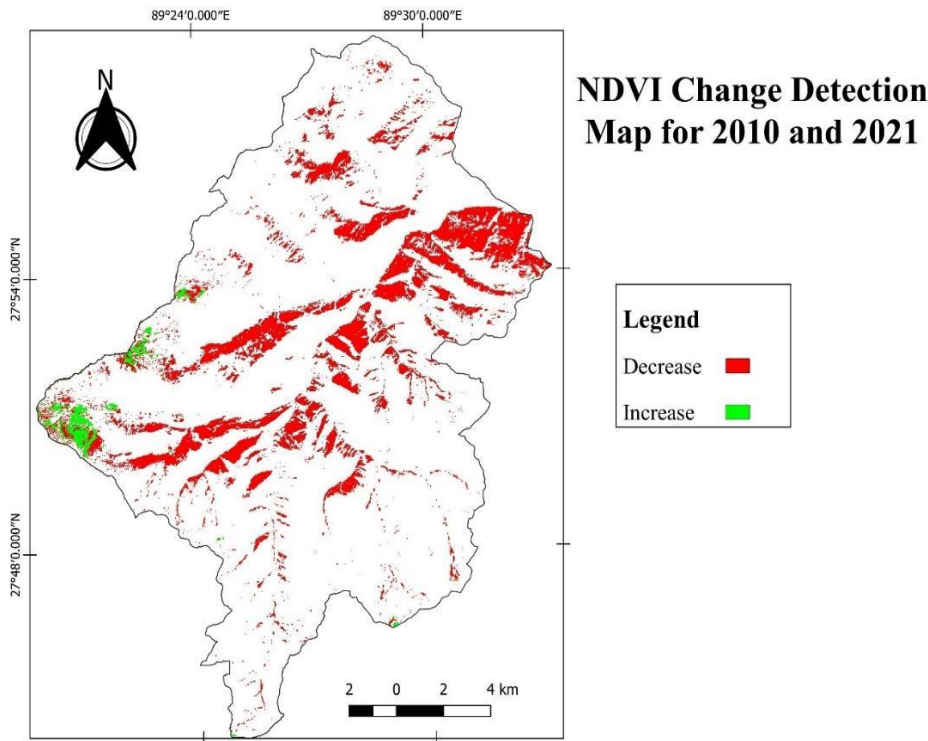 89°24'0.000"E
89°30'0.000"E
N
NDVI Change Detection
Map for 2010 and 2021
27°54'0.000"N
Legend
Decrease
Increase
27°48'0.000"N
2 0 2 4 km